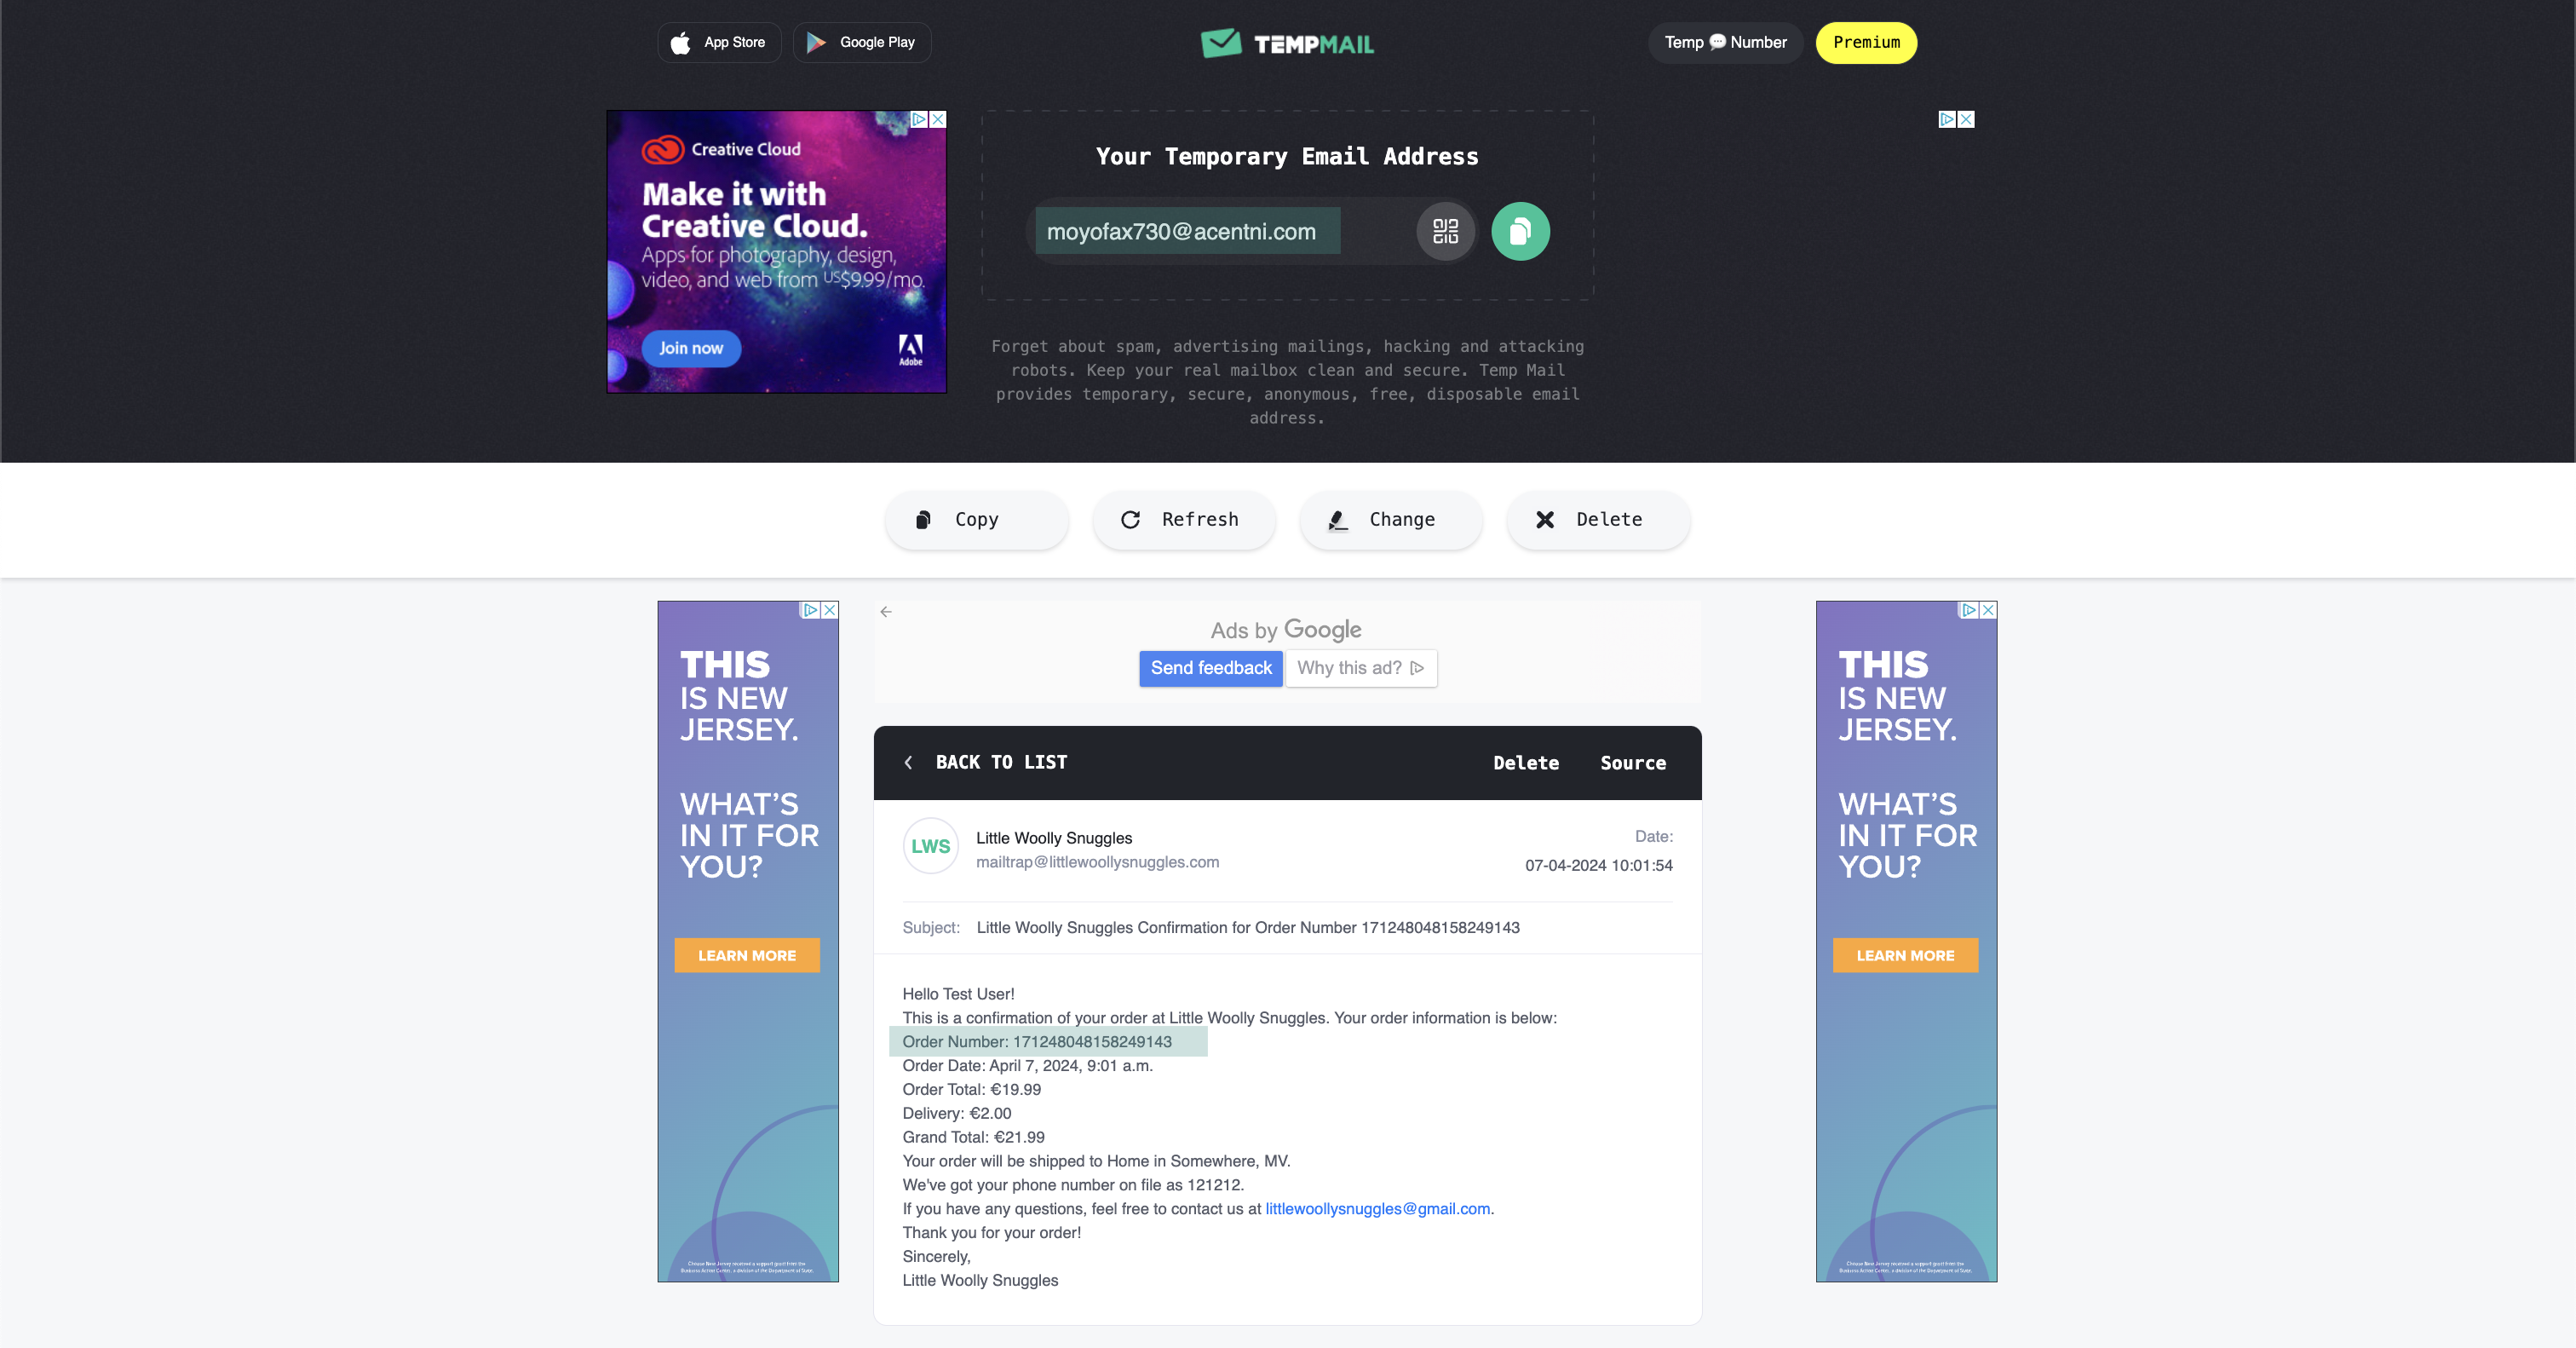 App Store
Google Play
TEMPMAIL
Temp 💬 Number
Premium
Creative Cloud
Make it with
Creative Cloud.
Apps for photography, design,
video, and web from US$9.99/mo.
Join now
Adobe
Your Temporary Email Address
moyofax730@acentni.com
Forget about spam, advertising mailings, hacking and attacking
robots. Keep your real mailbox clean and secure. Temp Mail
provides temporary, secure, anonymous, free, disposable email
address.
Copy
Refresh
Change
Delete
THIS
IS NEW
JERSEY.
WHAT'S
IN IT FOR
YOU?
LEARN MORE
Ads by Google
Send feedback
Why this ad?
BACK TO LIST
Delete
Source
LWS
Little Woolly Snuggles
mailtrap@littlewoollysnuggles.com
Date:
07-04-2024 10:01:54
Subject: Little Woolly Snuggles Confirmation for Order Number 171248048158249143
Hello Test User!
This is a confirmation of your order at Little Woolly Snuggles. Your order information is below:
Order Number: 171248048158249143
Order Date: April 7, 2024, 9:01 a.m.
Order Total: €19.99
Delivery: €2.00
Grand Total: €21.99
Your order will be shipped to Home in Somewhere, MV.
We've got your phone number on file as 121212.
If you have any questions, feel free to contact us at littlewoollysnuggles@gmail.com.
Thank you for your order!
Sincerely,
Little Woolly Snuggles
THIS
IS NEW
JERSEY.
WHAT'S
IN IT FOR
YOU?
LEARN MORE